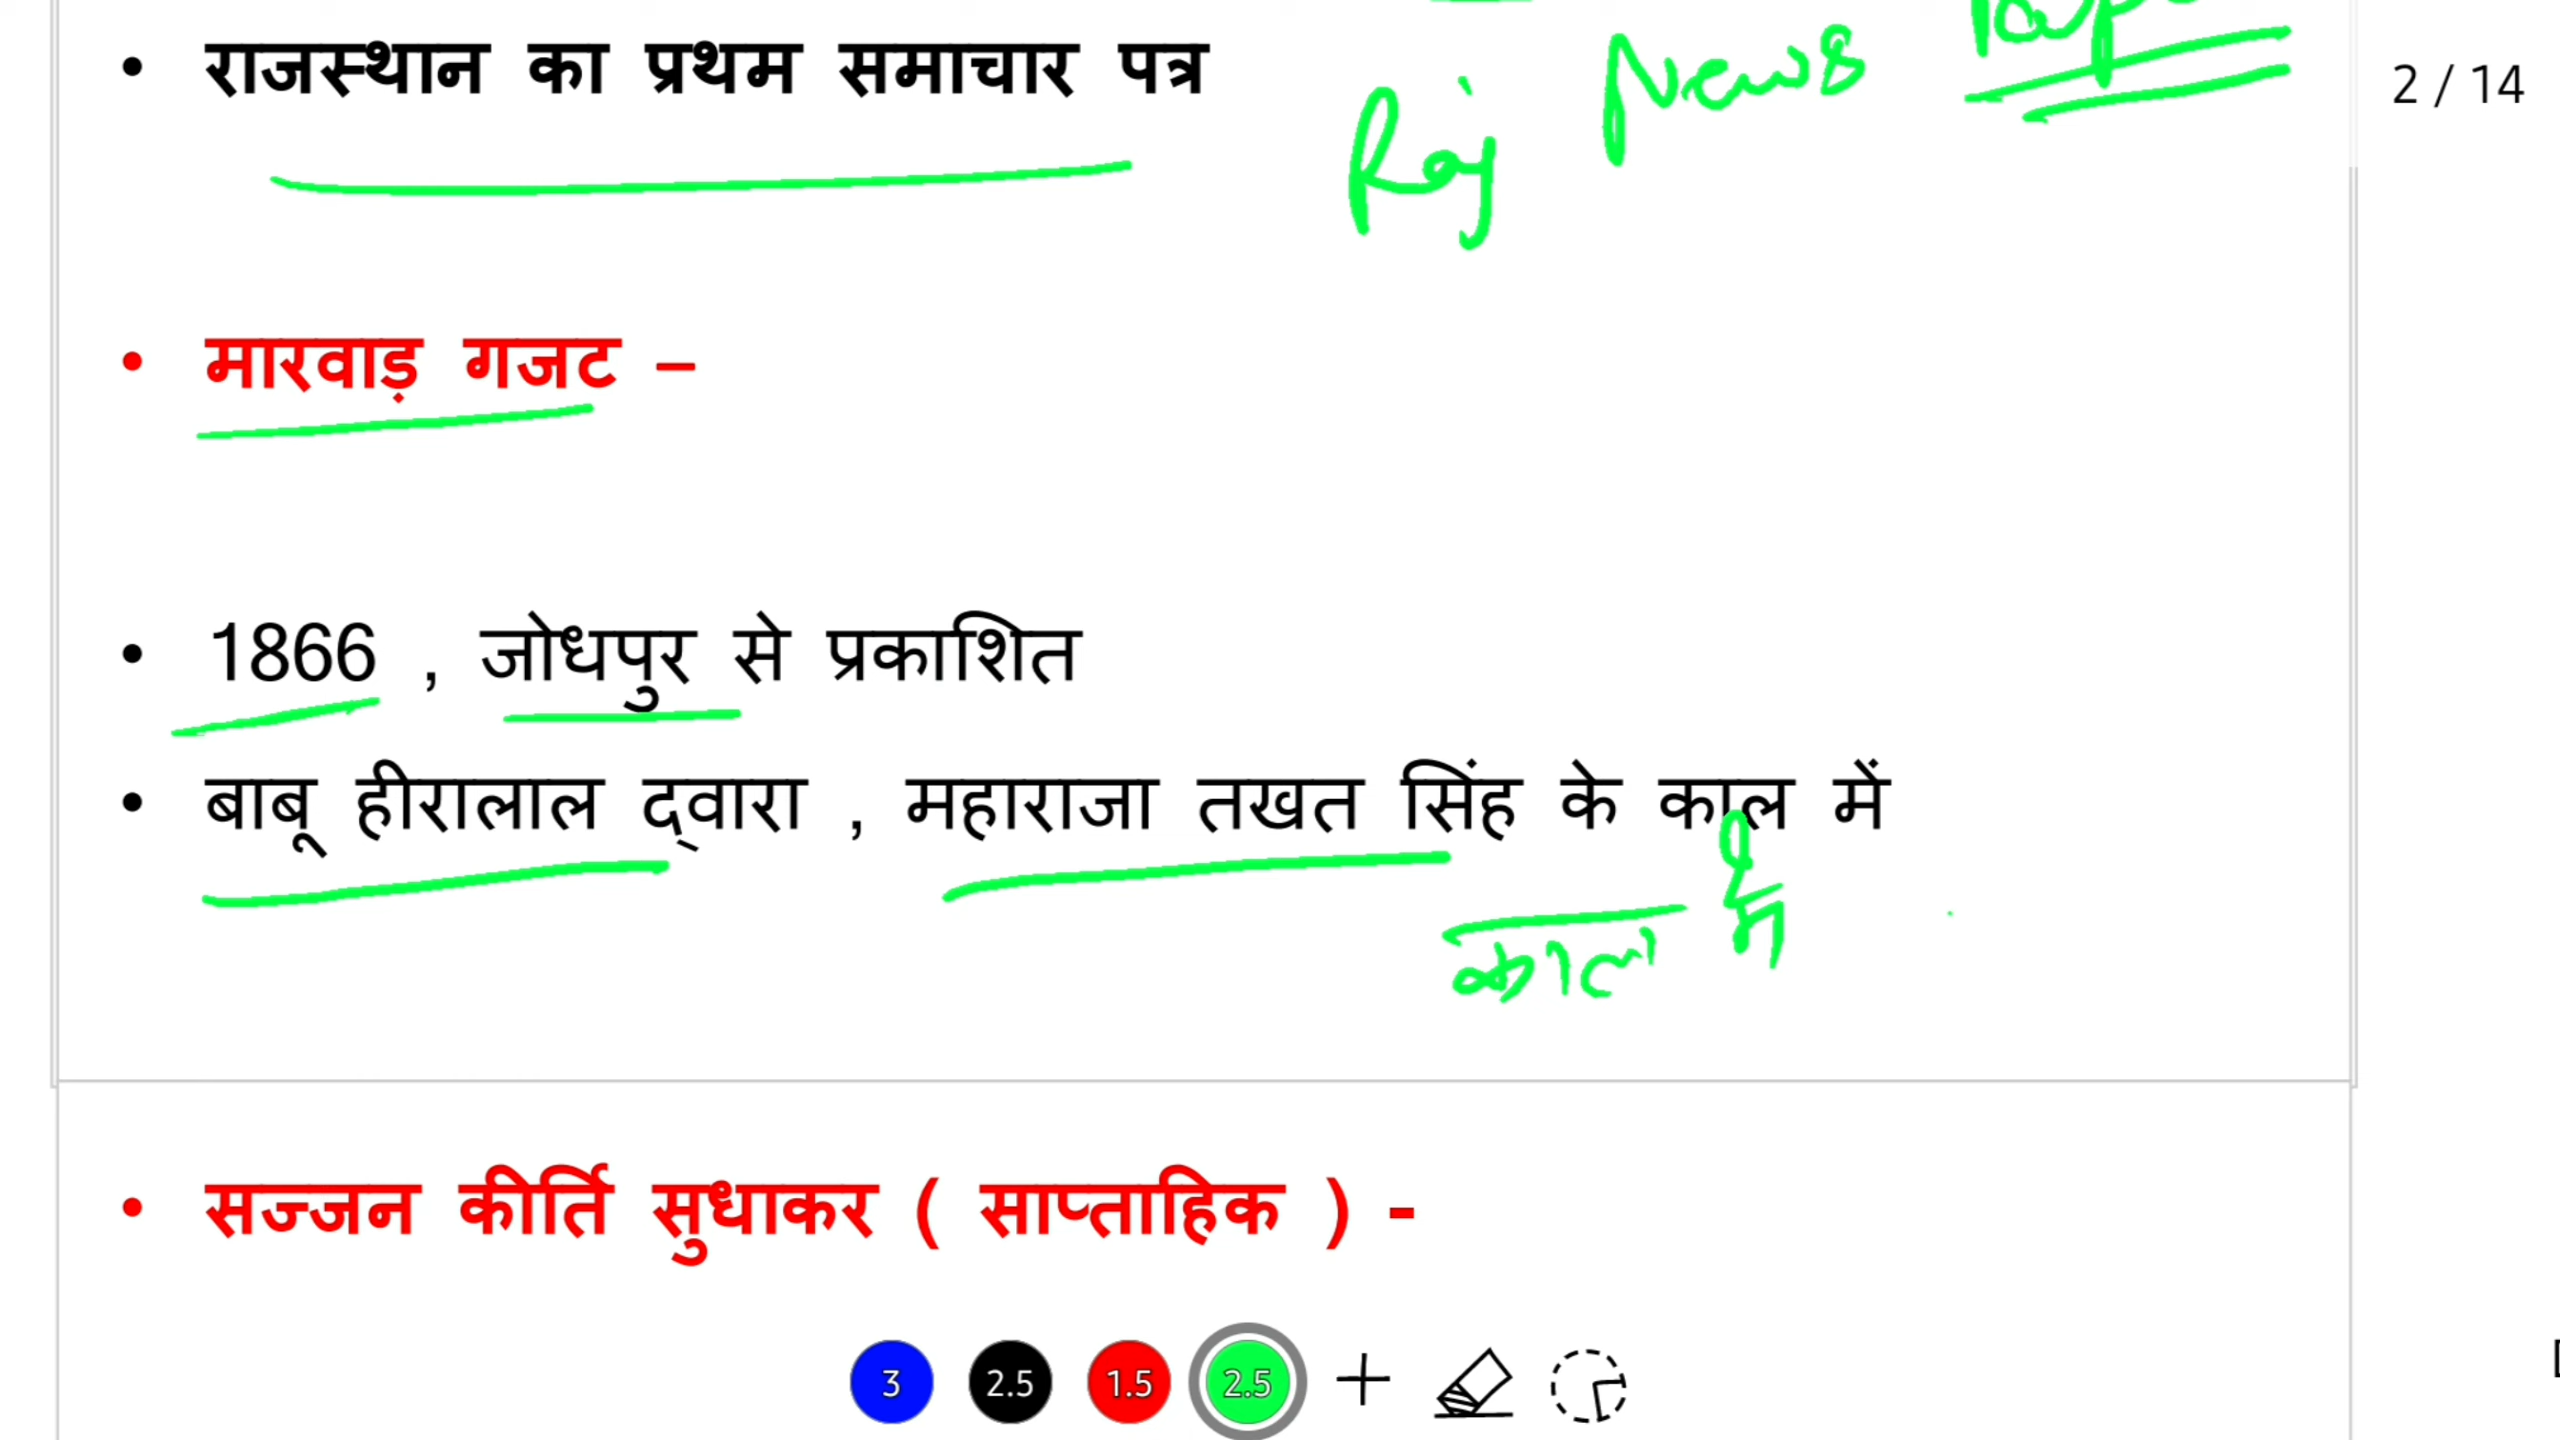 • राजस्थान का प्रथम समाचार पत्र
Raj News
2 / 14
• मारवाड़ गजट –
• 1866 , जोधपुर से प्रकाशित
• बाबू हीरालाल द्वारा , महाराजा तखत सिंह के काल में
काल में
• सज्जन कीर्ति सुधाकर ( साप्ताहिक ) -
3 2.5 1.5 2.5